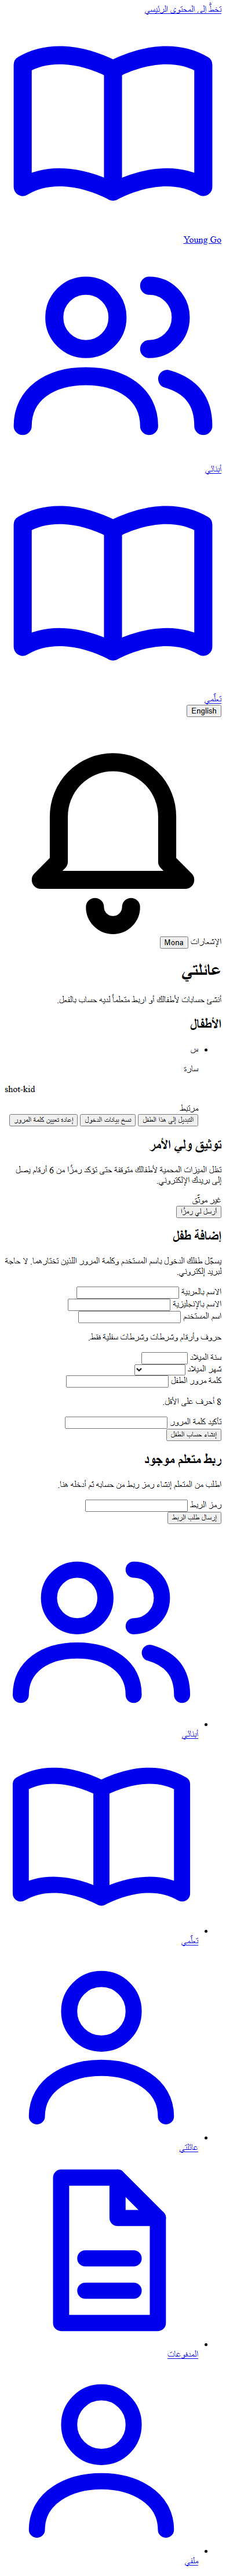 تخطَّ إلى المحتوى الرئيسي
Young Go
أبنائي
تعلّمي
English
الإشعارات Mona
عائلتي
أنشئ حسابات لأطفالك أو اربط متعلماً لديه حساب بالفعل.
الأطفال
س
سارة
shot-kid
مرتبط
التبديل إلى هذا الطفل نسخ بيانات الدخول إعادة تعيين كلمة المرور
توثيق ولي الأمر
تظل الميزات المحمية لأطفالك متوقفة حتى تؤكد رمزًا من 6 أرقام يصل
إلى بريدك الإلكتروني.
غير موثّق
أرسل لي رمزًا
إضافة طفل
يسجّل طفلك الدخول باسم المستخدم وكلمة المرور اللتين تختارهما. لا حاجة
لبريد إلكتروني.
الاسم بالعربية
الاسم بالإنجليزية
اسم المستخدم
حروف وأرقام وشرطات وشرطات سفلية فقط.
سنة الميلاد
شهر الميلاد
كلمة مرور الطفل
8 أحرف على الأقل.
تأكيد كلمة المرور
إنشاء حساب الطفل
ربط متعلم موجود
اطلب من المتعلم إنشاء رمز ربط من حسابه ثم أدخله هنا.
رمز الربط
إرسال طلب الربط
أبنائي
تعلّمي
عائلتي
المدفوعات
ملفي